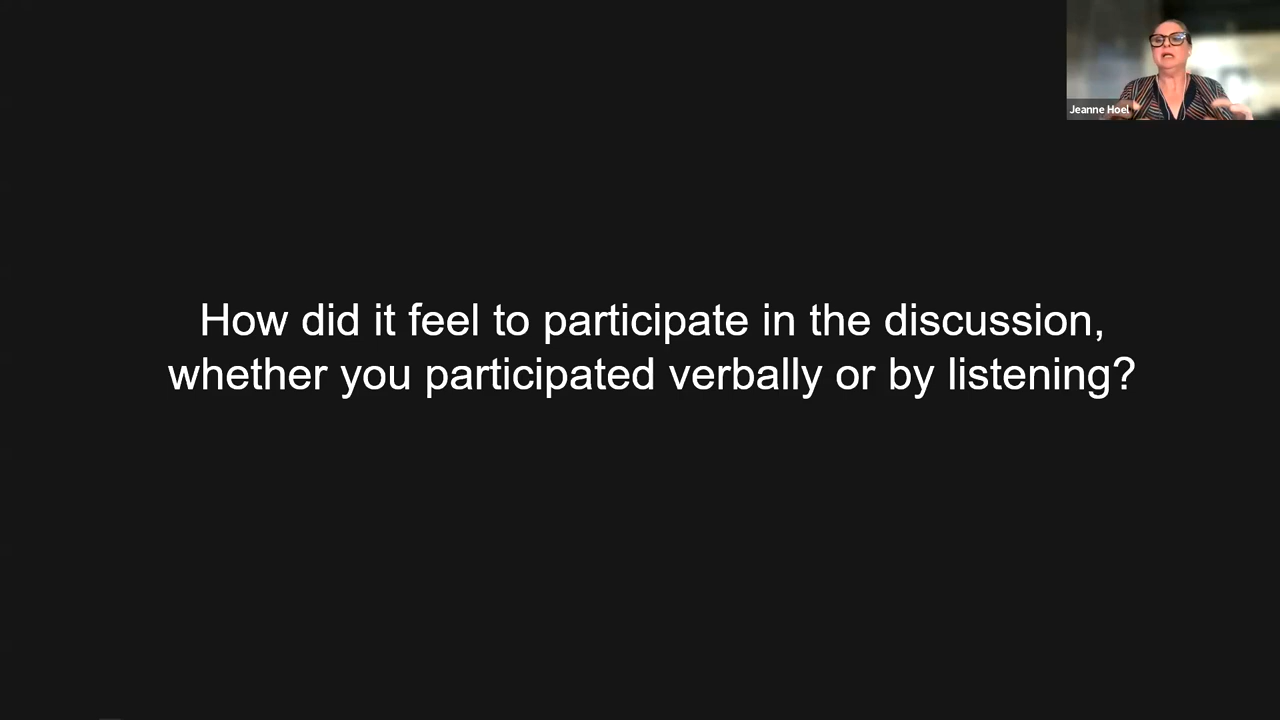 Jeanne Hoel
How did it feel to participate in the discussion,
whether you participated verbally or by listening?